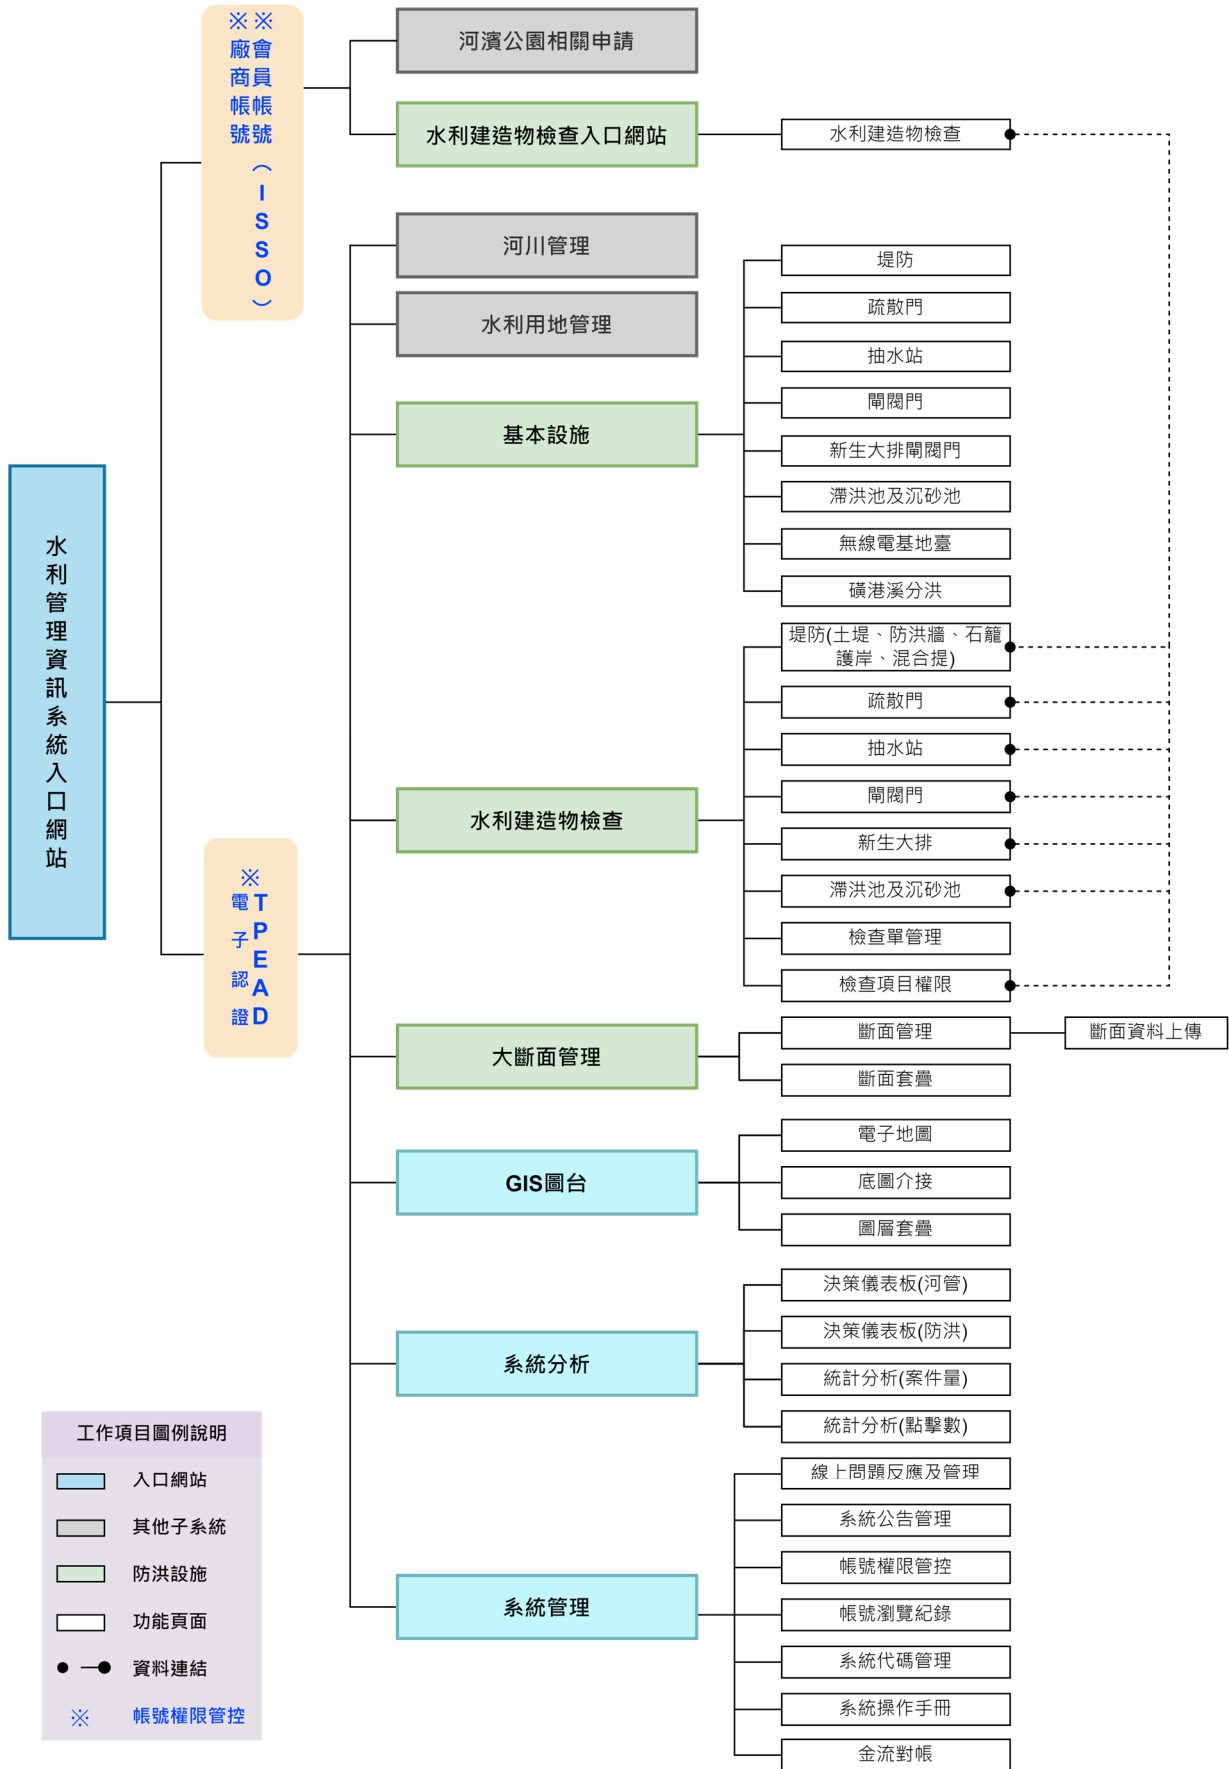 水利管理資訊系統入口網站
※會員帳號（ISSO）
※廠商帳號
河濱公園相關申請
水利建造物檢查入口網站
水利建造物檢查
※
TPEAD
電子認證
河川管理
水利用地管理
基本設施
堤防
疏散門
抽水站
閘閥門
新生大排閘閥門
滯洪池及沉砂池
無線電基地臺
磺港溪分洪
水利建造物檢查
堤防(土堤、防洪牆、石籠
護岸、混合提)
疏散門
抽水站
閘閥門
新生大排
滯洪池及沉砂池
檢查單管理
檢查項目權限
大斷面管理
斷面管理
斷面資料上傳
斷面套疊
GIS圖台
電子地圖
底圖介接
圖層套疊
系統分析
決策儀表板(河管)
決策儀表板(防洪)
統計分析(案件量)
統計分析(點擊數)
系統管理
線上問題反應及管理
系統公告管理
帳號權限管控
帳號瀏覽紀錄
系統代碼管理
系統操作手冊
金流對帳
工作項目圖例說明
入口網站
其他子系統
防洪設施
功能頁面
資料連結
※ 帳號權限管控